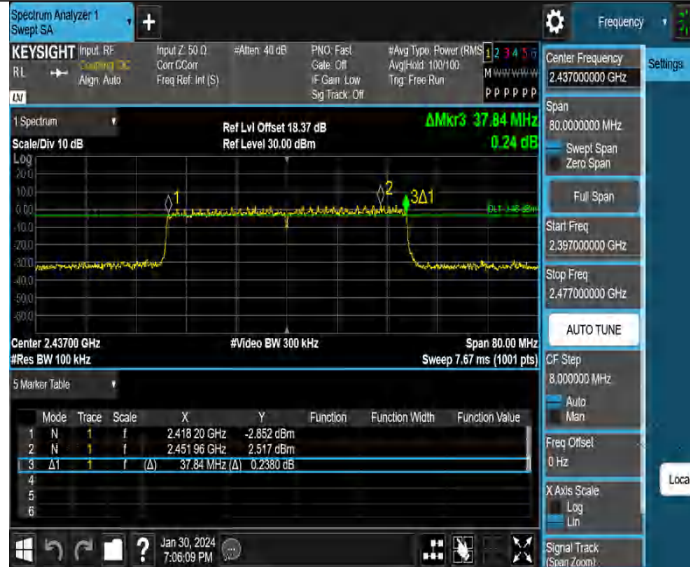 Spectrum Analyzer 1
Swept SA
+
Frequency
KEYSIGHT
RL
Input: RF
Coupling: DC
Align: Auto
Input Z: 50 Ω
Corr CCorr
Freq Ref: Int (S)
#Atten: 40 dB
PNO: Fast
Gate: Off
IF Gain: Low
Sig Track: Off
#Avg Type: Power (RMS
Avg|Hold: 100/100
Trig: Free Run
1 2 3 4 5 6
M W W W W W
P P P P P P
LXI
1 Spectrum
Scale/Div 10 dB
Ref Lvl Offset 18.37 dB
Ref Level 30.00 dBm
ΔMkr3 37.84 MHz
0.24 dB
Log
20.0
10.0
0.00
-10.0
-20.0
-30.0
-40.0
-50.0
-60.0
1
2
3Δ1
Center 2.43700 GHz
#Res BW 100 kHz
#Video BW 300 kHz
Span 80.00 MHz
Sweep 7.67 ms (1001 pts)
5 Marker Table
Mode Trace Scale X Y Function Function Width Function Value
1 N 1 f 2.418 20 GHz -2.852 dBm
2 N 1 f 2.451 96 GHz 2.517 dBm
3 Δ1 1 f (Δ) 37.84 MHz (Δ) 0.2380 dB
4
5
6
?
Jan 30, 2024
7:06:09 PM
Center Frequency
2.437000000 GHz
Settings
Span
80.0000000 MHz
Swept Span
Zero Span
Full Span
Start Freq
2.397000000 GHz
Stop Freq
2.477000000 GHz
AUTO TUNE
CF Step
8.000000 MHz
Auto
Man
Freq Offset
0 Hz
X Axis Scale
Log
Lin
Loca
Signal Track
(Span Zoom)